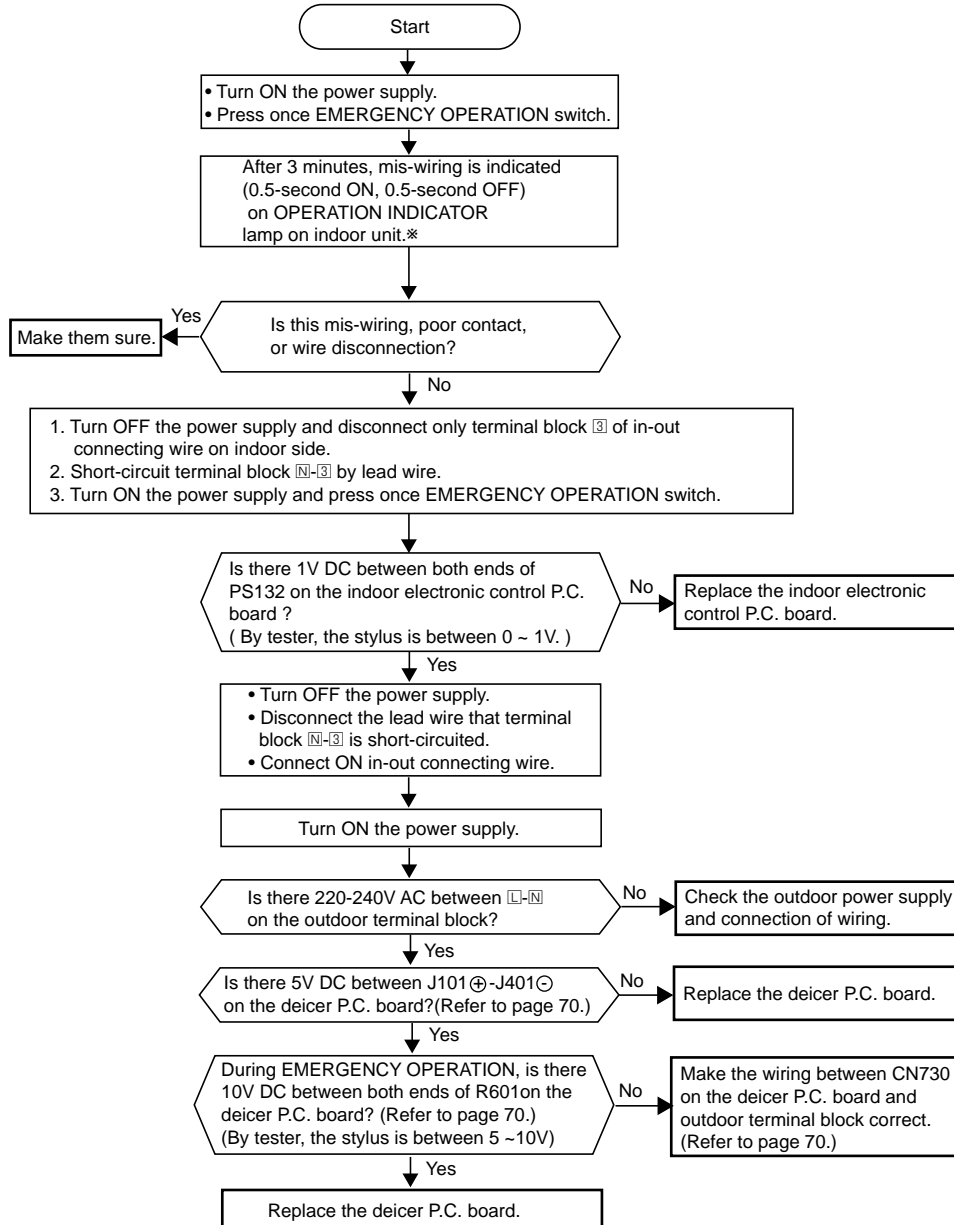 Start
• Turn ON the power supply.
• Press once EMERGENCY OPERATION switch.
After 3 minutes, mis-wiring is indicated
(0.5-second ON, 0.5-second OFF)
on OPERATION INDICATOR
lamp on indoor unit.※
Is this mis-wiring, poor contact,
or wire disconnection?
Yes
Make them sure.
No
1. Turn OFF the power supply and disconnect only terminal block 3 of in-out
connecting wire on indoor side.
2. Short-circuit terminal block N-3 by lead wire.
3. Turn ON the power supply and press once EMERGENCY OPERATION switch.
Is there 1V DC between both ends of
PS132 on the indoor electronic control P.C.
board ?
( By tester, the stylus is between 0 ~ 1V. )
No
Replace the indoor electronic
control P.C. board.
Yes
• Turn OFF the power supply.
• Disconnect the lead wire that terminal
block N-3 is short-circuited.
• Connect ON in-out connecting wire.
Turn ON the power supply.
Is there 220-240V AC between L-N
on the outdoor terminal block?
No
Check the outdoor power supply
and connection of wiring.
Yes
Is there 5V DC between J101⊕-J401⊖
on the deicer P.C. board?(Refer to page 70.)
No
Replace the deicer P.C. board.
Yes
During EMERGENCY OPERATION, is there
10V DC between both ends of R601on the
deicer P.C. board? (Refer to page 70.)
(By tester, the stylus is between 5 ~10V)
No
Make the wiring between CN730
on the deicer P.C. board and
outdoor terminal block correct.
(Refer to page 70.)
Yes
Replace the deicer P.C. board.